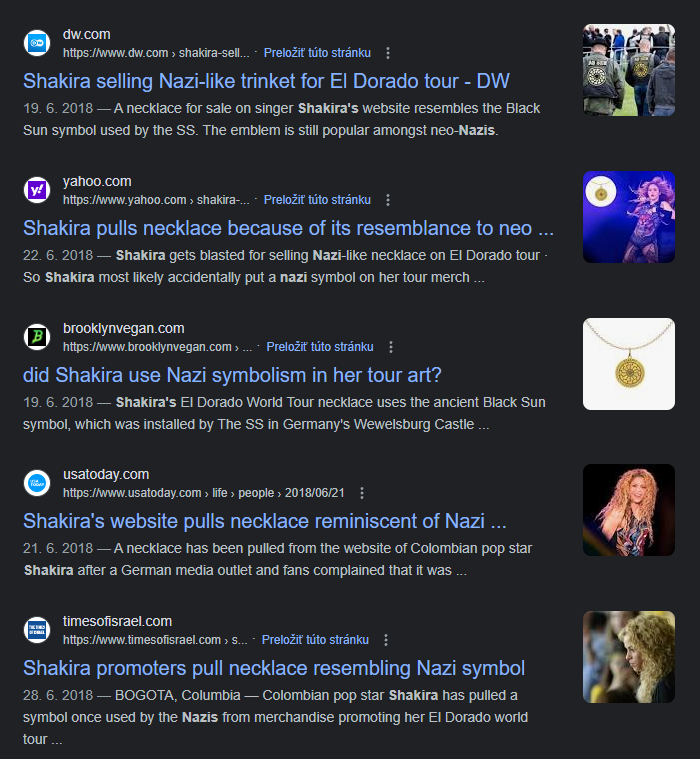 dw.com
https://www.dw.com › shakira-sell... · Preložiť túto stránku
Shakira selling Nazi-like trinket for El Dorado tour - DW
19. 6. 2018 — A necklace for sale on singer Shakira's website resembles the Black
Sun symbol used by the SS. The emblem is still popular amongst neo-Nazis.
yahoo.com
https://www.yahoo.com › shakira-... · Preložiť túto stránku
Shakira pulls necklace because of its resemblance to neo ...
22. 6. 2018 — Shakira gets blasted for selling Nazi-like necklace on El Dorado tour ·
So Shakira most likely accidentally put a nazi symbol on her tour merch ...
brooklynvegan.com
https://www.brooklynvegan.com › ... · Preložiť túto stránku
did Shakira use Nazi symbolism in her tour art?
19. 6. 2018 — Shakira's El Dorado World Tour necklace uses the ancient Black Sun
symbol, which was installed by The SS in Germany's Wewelsburg Castle ...
usatoday.com
https://www.usatoday.com › life › people › 2018/06/21
Shakira's website pulls necklace reminiscent of Nazi ...
21. 6. 2018 — A necklace has been pulled from the website of Colombian pop star
Shakira after a German media outlet and fans complained that it was ...
timesofisrael.com
https://www.timesofisrael.com › s... · Preložiť túto stránku
Shakira promoters pull necklace resembling Nazi symbol
28. 6. 2018 — BOGOTA, Columbia — Colombian pop star Shakira has pulled a
symbol once used by the Nazis from merchandise promoting her El Dorado world
tour ...